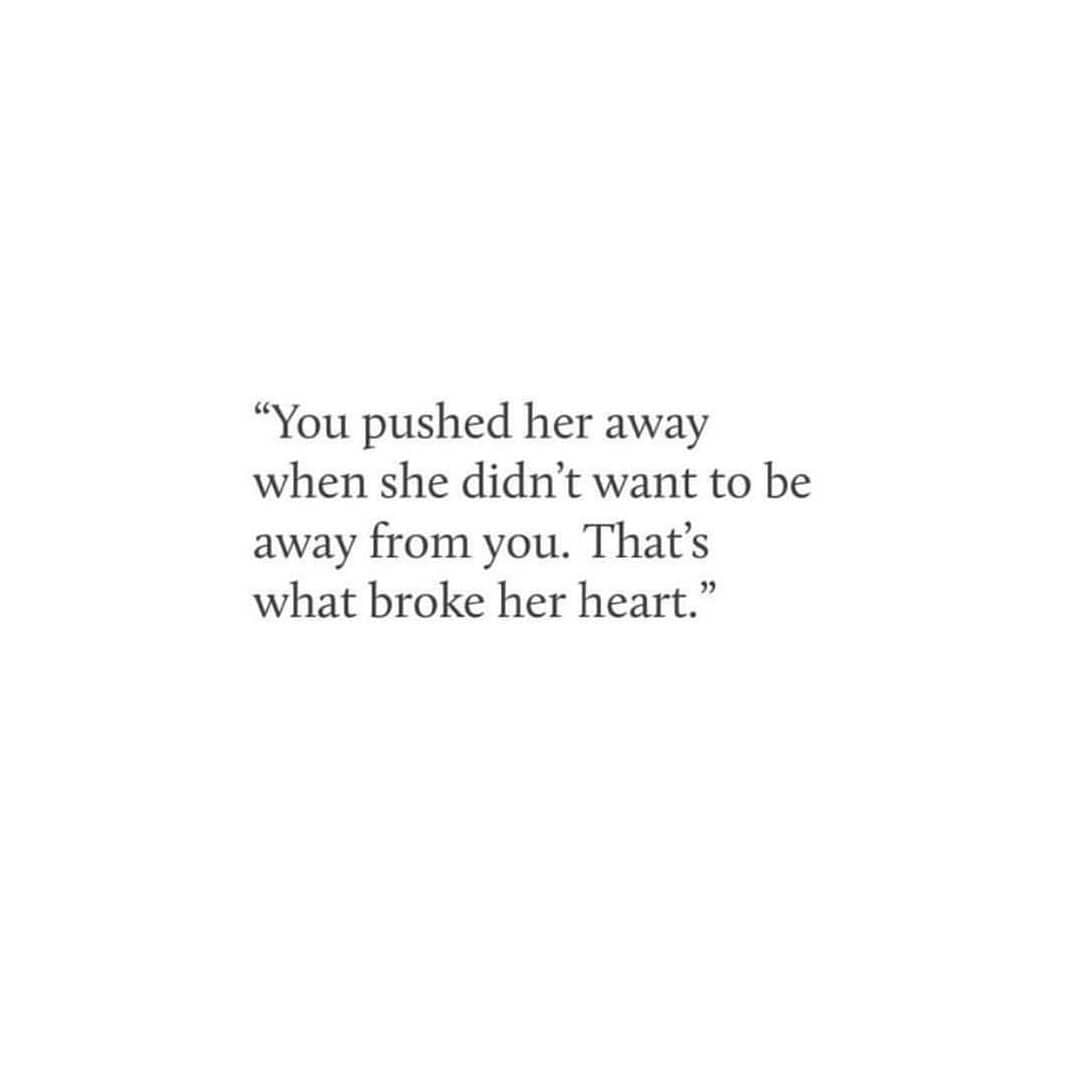 “You pushed her away
when she didn’t want to be
away from you. That’s
what broke her heart.”